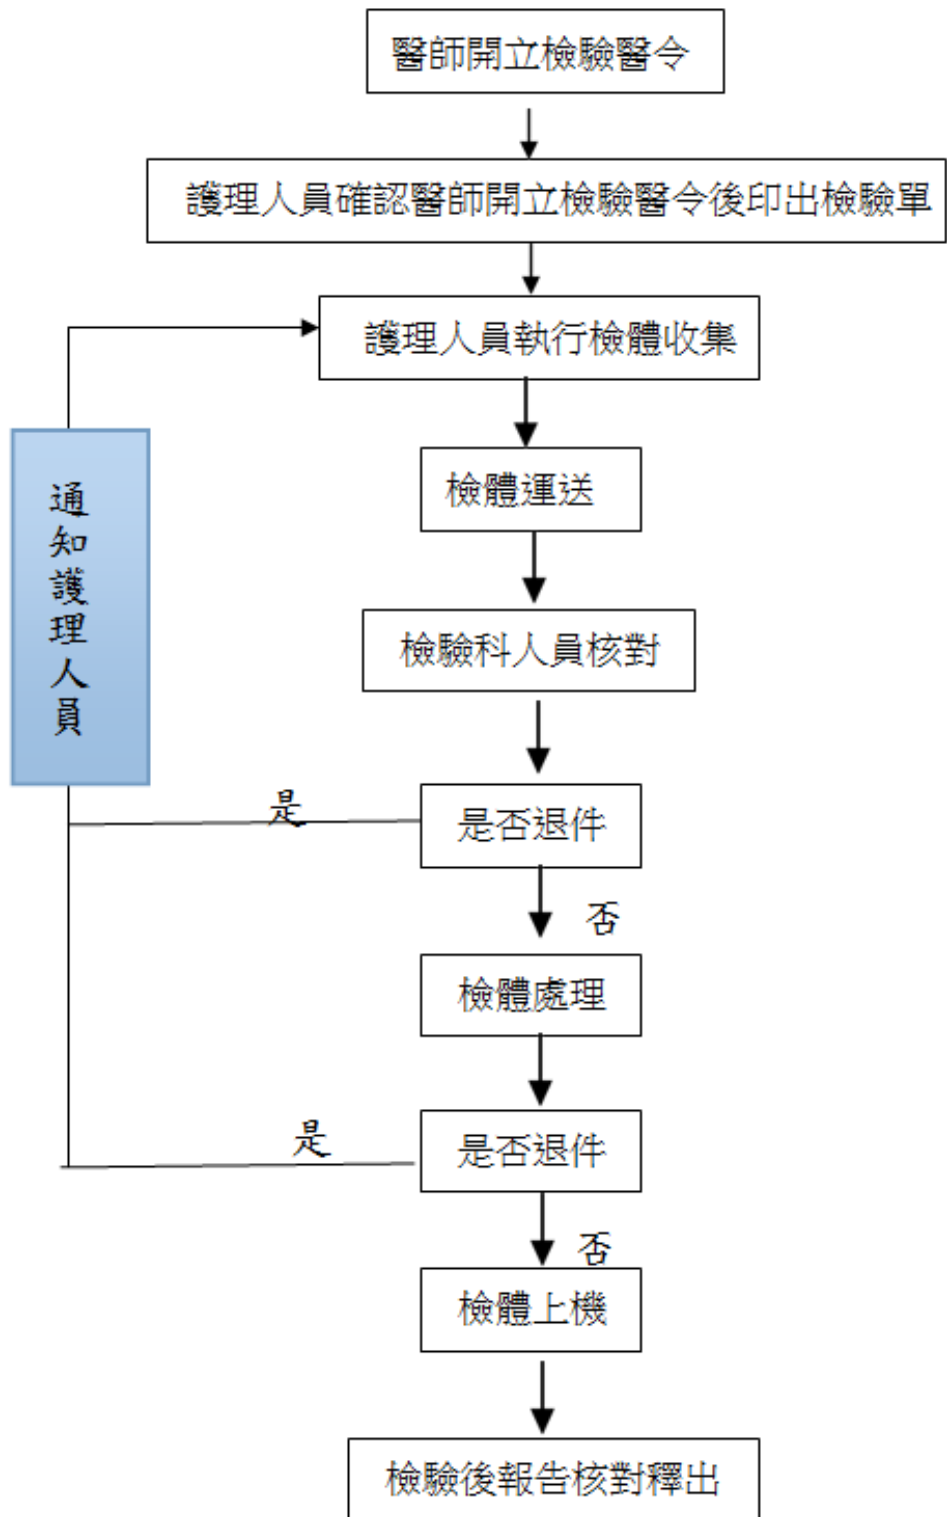 醫師開立檢驗醫令
護理人員確認醫師開立檢驗醫令後印出檢驗單
護理人員執行檢體收集
檢體運送
通知護理人員
檢驗科人員核對
是
是否退件
否
檢體處理
是
是否退件
否
檢體上機
檢驗後報告核對釋出